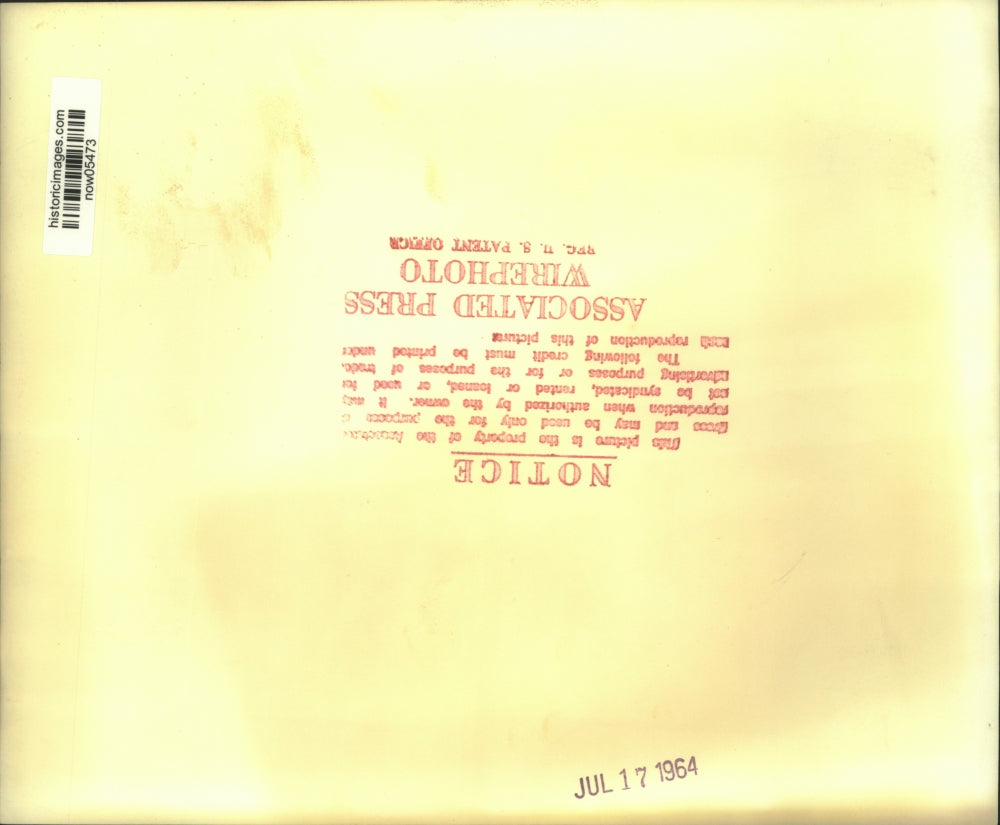 historicimages.com
now05473
NOTICE
This picture is the property of the Associated
Press and may be used only for the purposes
reproduction when authorized by the owner. It may
not be syndicated, rented or loaned, or used for
advertising purposes or for the purposes of trade.
The following credit must be printed under
each reproduction of this picture:
ASSOCIATED PRESS
WIREPHOTO
REG. U. S. PATENT OFFICE
JUL 17 1964